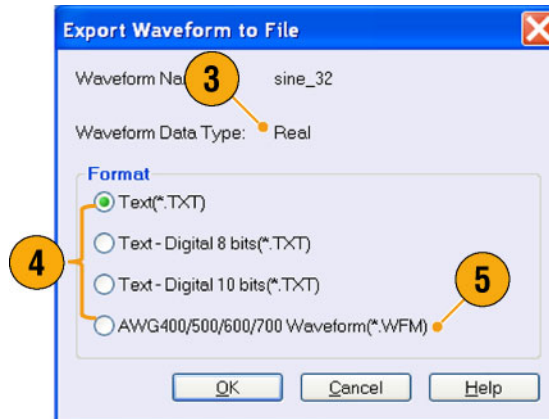 Export Waveform to File
Waveform Na 3 sine_32
Waveform Data Type: Real
Format
Text(*.TXT)
Text - Digital 8 bits(*.TXT)
4
Text - Digital 10 bits(*.TXT)
5
AWG400/500/600/700 Waveform(*.WFM)
OK Cancel Help